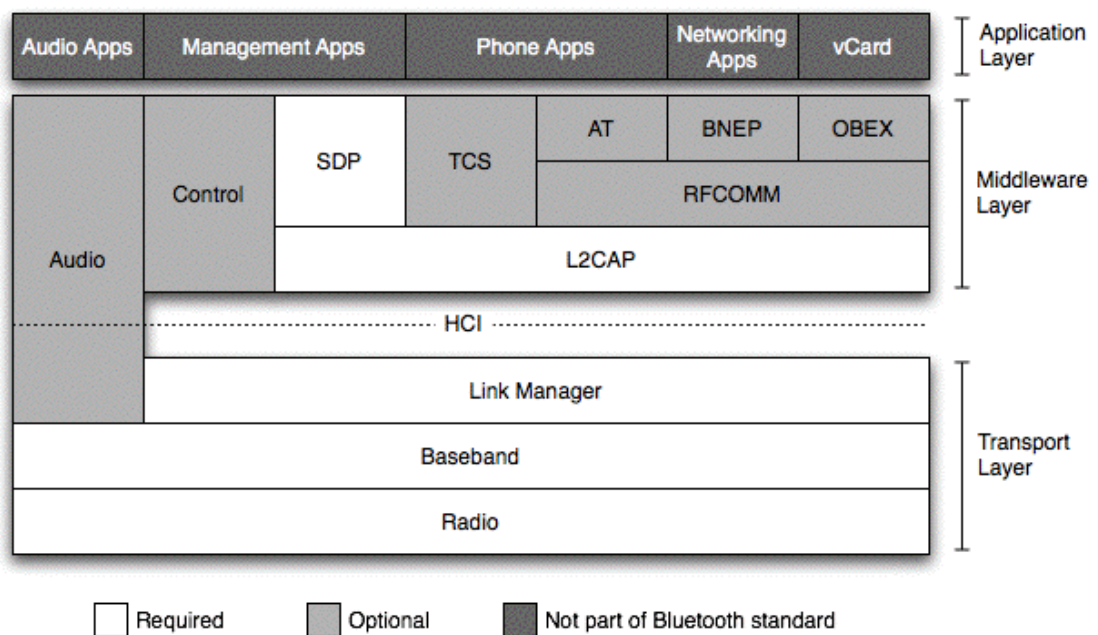 Audio Apps
Management Apps
Phone Apps
Networking
Apps
vCard
Application
Layer
Audio
Control
SDP
TCS
AT
BNEP
OBEX
RFCOMM
L2CAP
Middleware
Layer
HCI
Link Manager
Baseband
Radio
Transport
Layer
Required
Optional
Not part of Bluetooth standard